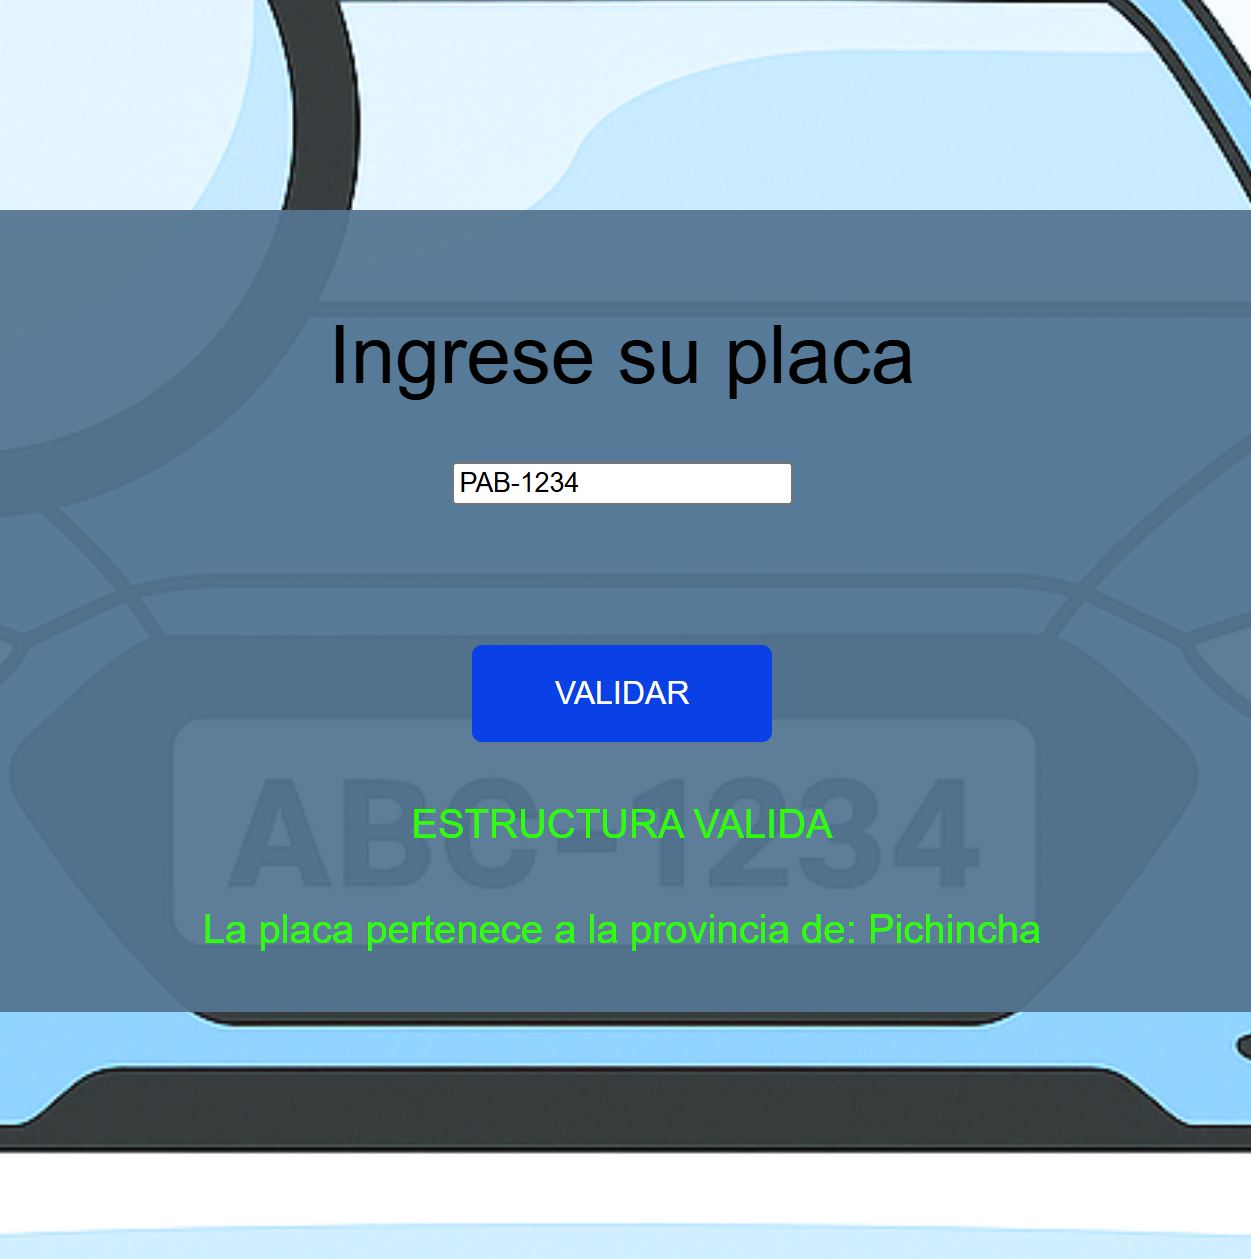 Ingrese su placa
PAB-1234
VALIDAR
ABC-1234
ESTRUCTURA VALIDA
La placa pertenece a la provincia de: Pichincha